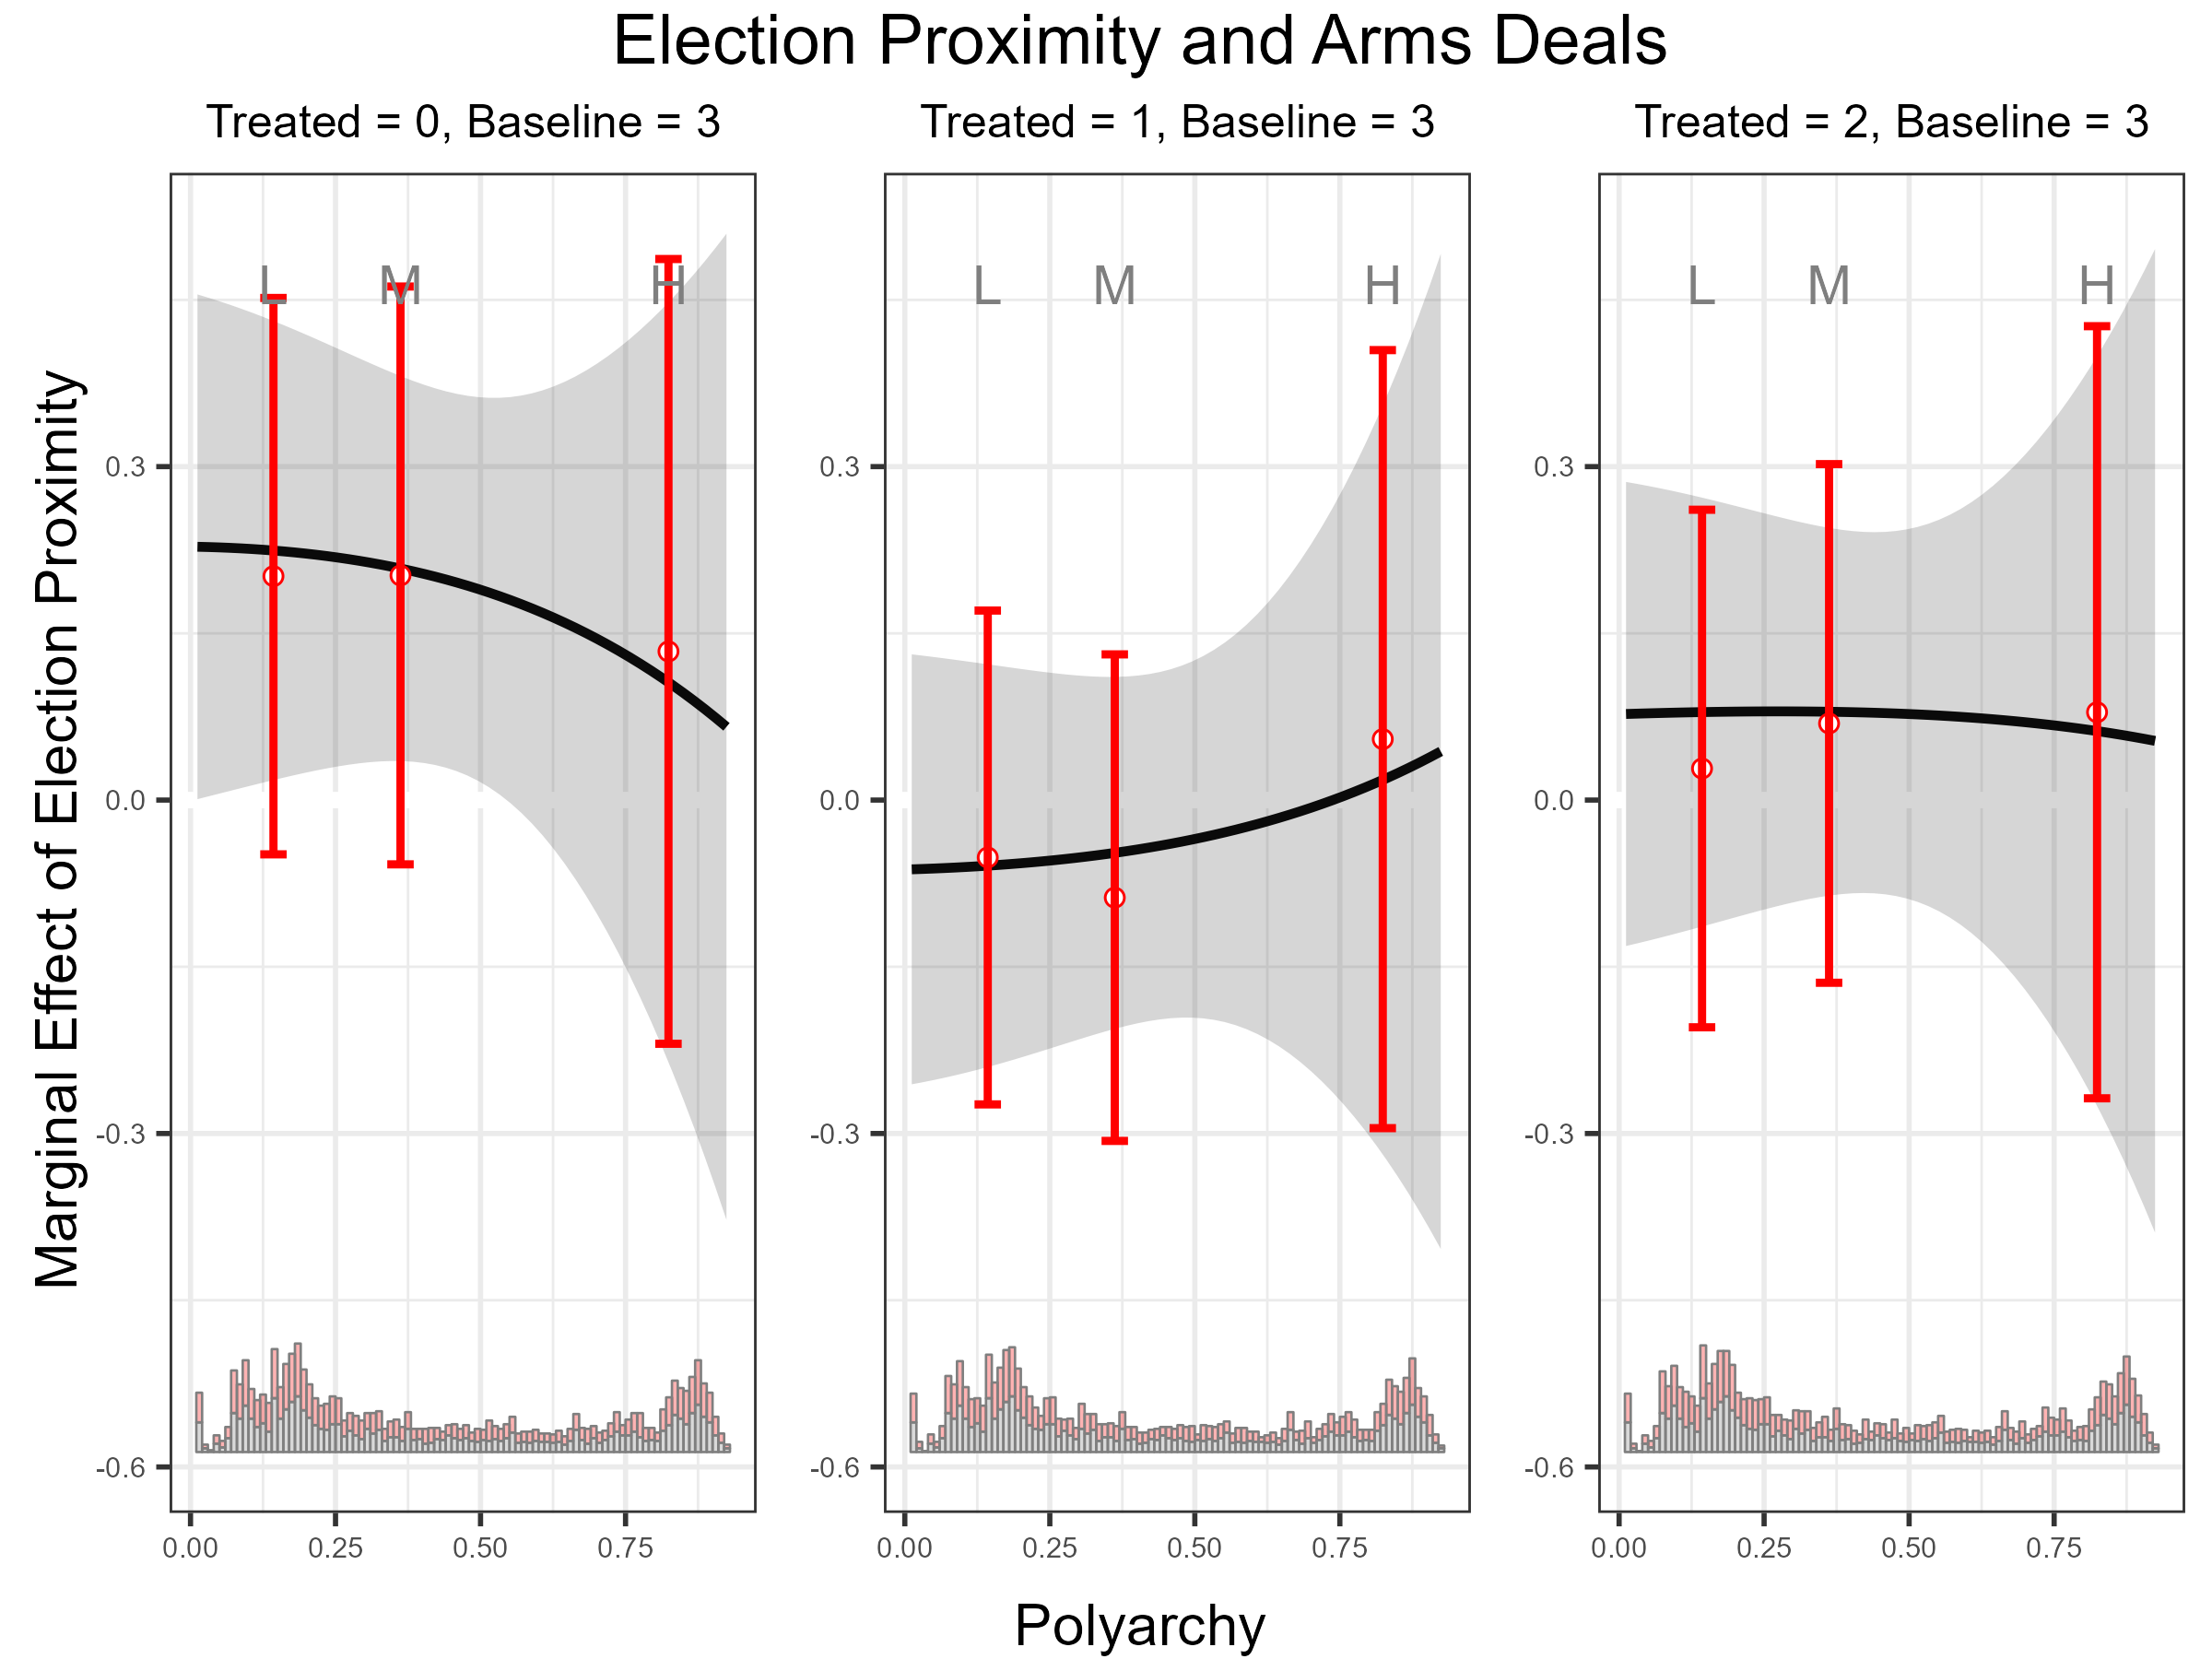 Election Proximity and Arms Deals
Treated = 0, Baseline = 3
Treated = 1, Baseline = 3
Treated = 2, Baseline = 3
Marginal Effect of Election Proximity
L M H
0.3
0.0
-0.3
-0.6
0.00 0.25 0.50 0.75
L M H
0.3
0.0
-0.3
-0.6
0.00 0.25 0.50 0.75
L M H
0.3
0.0
-0.3
-0.6
0.00 0.25 0.50 0.75
Polyarchy